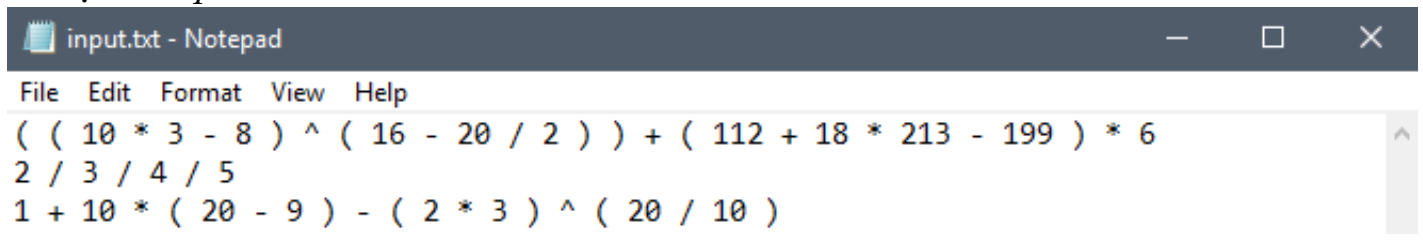 input.txt - Notepad
File Edit Format View Help
( ( 10 * 3 - 8 ) ^ ( 16 - 20 / 2 ) ) + ( 112 + 18 * 213 - 199 ) * 6
2 / 3 / 4 / 5
1 + 10 * ( 20 - 9 ) - ( 2 * 3 ) ^ ( 20 / 10 )